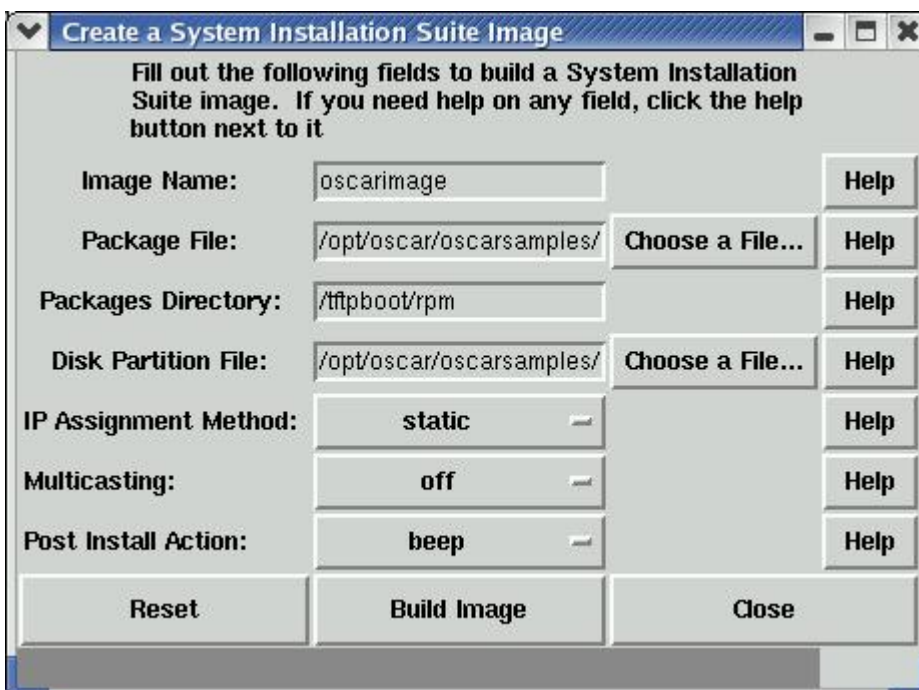 Create a System Installation Suite Image
Fill out the following fields to build a System Installation
Suite image. If you need help on any field, click the help
button next to it
Image Name: oscarimage Help
Package File: /opt/oscar/oscarsamples/ Choose a File... Help
Packages Directory: /tftpboot/rpm Help
Disk Partition File: /opt/oscar/oscarsamples/ Choose a File... Help
IP Assignment Method: static Help
Multicasting: off Help
Post Install Action: beep Help
Reset Build Image Close